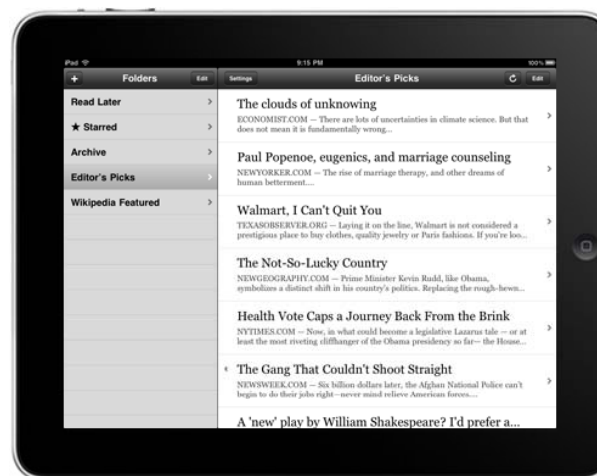 iPad
9:15 PM
100%
+
Folders
Edit
Settings
Editor's Picks
Edit
Read Later
★ Starred
Archive
Editor's Picks
Wikipedia Featured
The clouds of unknowing
ECONOMIST.COM — There are lots of uncertainties in climate science. But that
does not mean it is fundamentally wrong...
Paul Popenoe, eugenics, and marriage counseling
NEWYORKER.COM — The rise of marriage therapy, and other dreams of
human betterment....
Walmart, I Can't Quit You
TEXASOBSERVER.ORG — Laying it on the line, Walmart is not considered a
prestigious place to buy clothes, quality jewelry or Paris fashions. If you're loo...
The Not-So-Lucky Country
NEWGEOGRAPHY.COM — Prime Minister Kevin Rudd, like Obama,
symbolizes a distinct shift in his country's politics. Replacing the rough-hewn...
Health Vote Caps a Journey Back From the Brink
NYTIMES.COM — Now, in what could become a legislative Lazarus tale — or at
least the most riveting cliffhanger of the Obama presidency so far— the House...
The Gang That Couldn't Shoot Straight
NEWSWEEK.COM — Six billion dollars later, the Afghan National Police can't
begin to do their jobs right—never mind relieve American forces....
A 'new' play by William Shakespeare? I'd prefer a...